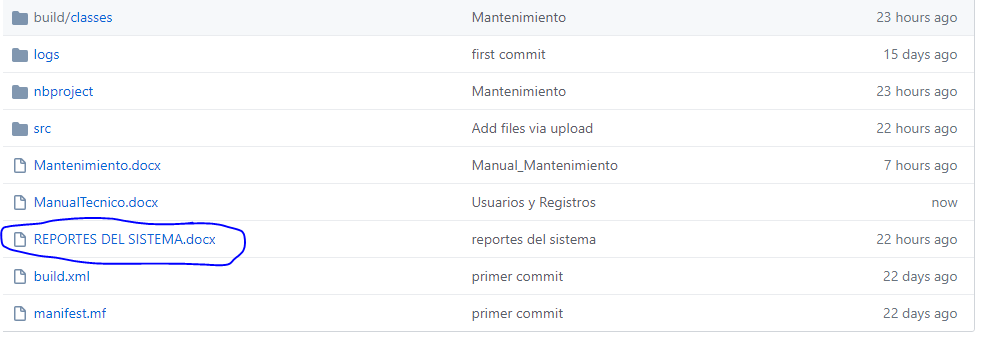 build/classes Mantenimiento 23 hours ago
logs first commit 15 days ago
nbproject Mantenimiento 23 hours ago
src Add files via upload 22 hours ago
Mantenimiento.docx Manual_Mantenimiento 7 hours ago
ManualTecnico.docx Usuarios y Registros now
REPORTES DEL SISTEMA.docx reportes del sistema 22 hours ago
build.xml primer commit 22 days ago
manifest.mf primer commit 22 days ago